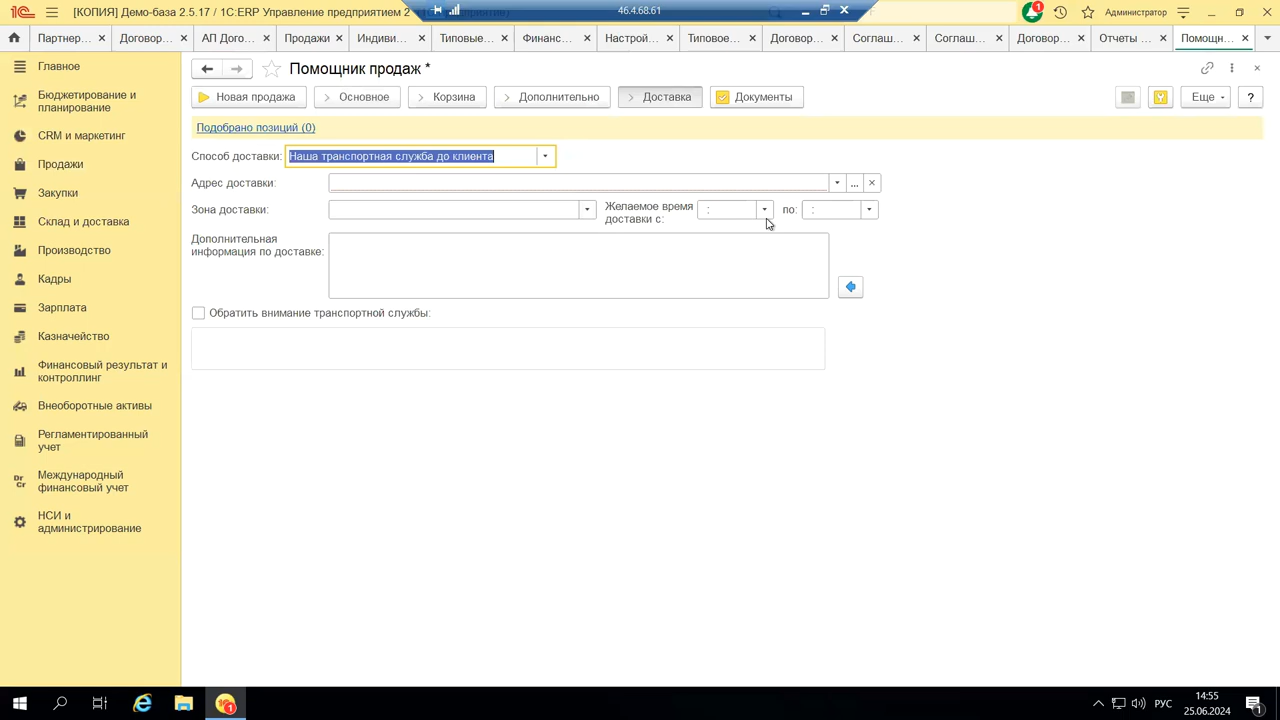 [КОПИЯ] Демо-база 2.5.17 / 1С:ERP Управление предприятием 2
46.4.68.61
Администратор
Партнер... Договор... АП Дого... Продажи Индиви... Типовые... Финанс... Настрой... Типовое... Договор... Соглаш... Соглаш... Договор... Отчеты ... Помощн...
Главное
Бюджетирование и
планирование
CRM и маркетинг
Продажи
Закупки
Склад и доставка
Производство
Кадры
Зарплата
Казначейство
Финансовый результат и
контроллинг
Внеоборотные активы
Регламентированный
учет
Международный
финансовый учет
НСИ и
администрирование
Помощник продаж *
Новая продажа Основное Корзина Дополнительно Доставка Документы Еще ?
Подобрано позиций (0)
Способ доставки: Наша транспортная служба до клиента
Адрес доставки:
Зона доставки: Желаемое время
доставки с: : по: :
Дополнительная
информация по доставке:
Обратить внимание транспортной службы:
РУС
14:55
25.06.2024